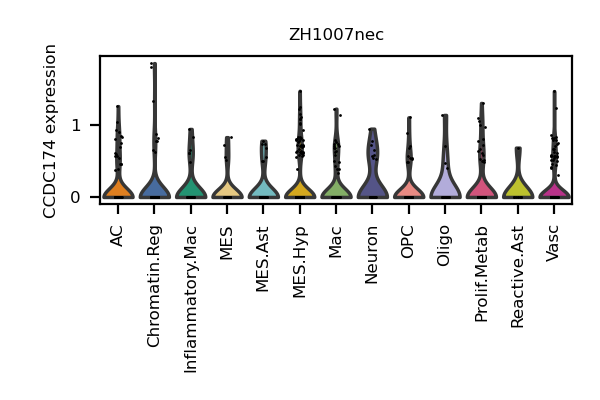 ZH1007nec
CCDC174 expression
1
0
AC
Chromatin.Reg
Inflammatory.Mac
MES
MES.Ast
MES.Hyp
Mac
Neuron
OPC
Oligo
Prolif.Metab
Reactive.Ast
Vasc